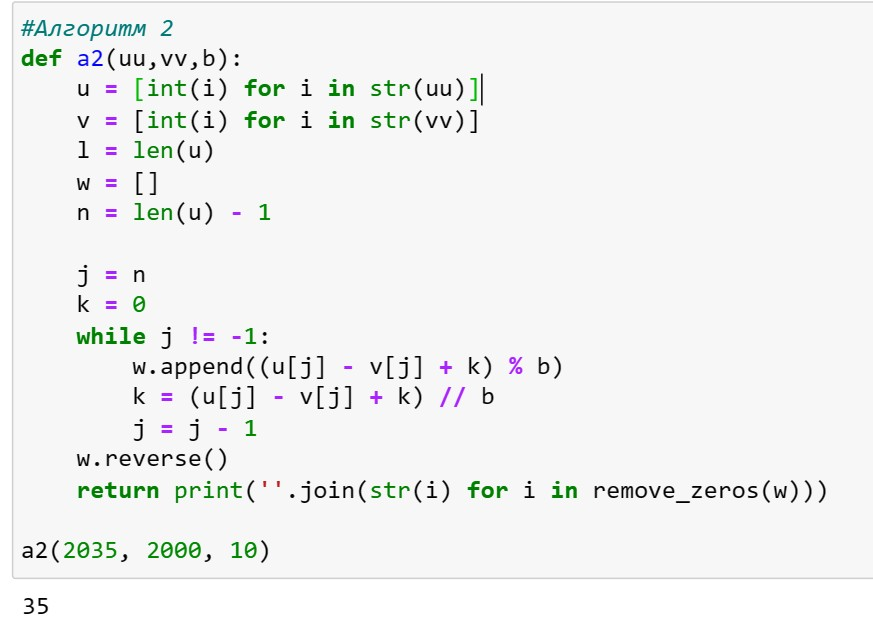 #Алгоритм 2
def a2(uu,vv,b):
    u = [int(i) for i in str(uu)]
    v = [int(i) for i in str(vv)]
    l = len(u)
    w = []
    n = len(u) - 1

    j = n
    k = 0
    while j != -1:
        w.append((u[j] - v[j] + k) % b)
        k = (u[j] - v[j] + k) // b
        j = j - 1
    w.reverse()
    return print(''.join(str(i) for i in remove_zeros(w)))

a2(2035, 2000, 10)
35